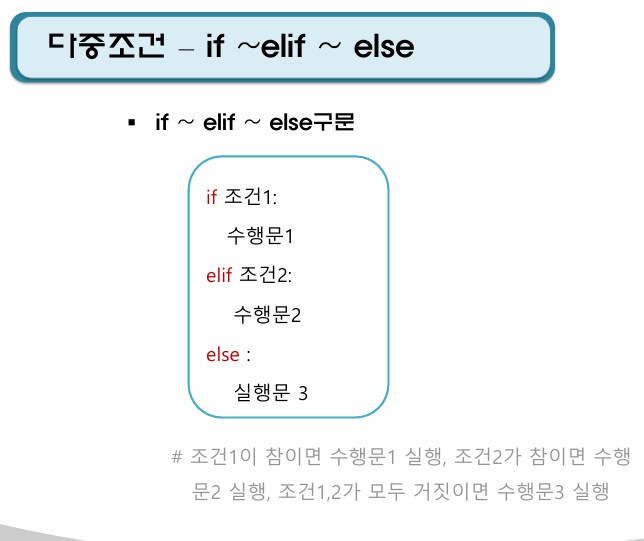 다중조건 – if ~elif ~ else
▪ if ~ elif ~ else구문
if 조건1:
수행문1
elif 조건2:
수행문2
else :
실행문 3
# 조건1이 참이면 수행문1 실행, 조건2가 참이면 수행
문2 실행, 조건1,2가 모두 거짓이면 수행문3 실행